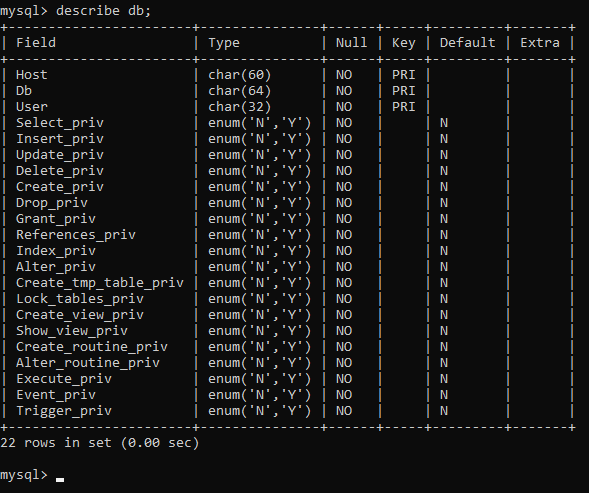 mysql> describe db;
+-----------------------+---------------+------+-----+---------+-------+
| Field                 | Type          | Null | Key | Default | Extra |
+-----------------------+---------------+------+-----+---------+-------+
| Host                  | char(60)      | NO   | PRI |         |       |
| Db                    | char(64)      | NO   | PRI |         |       |
| User                  | char(32)      | NO   | PRI |         |       |
| Select_priv           | enum('N','Y') | NO   |     | N       |       |
| Insert_priv           | enum('N','Y') | NO   |     | N       |       |
| Update_priv           | enum('N','Y') | NO   |     | N       |       |
| Delete_priv           | enum('N','Y') | NO   |     | N       |       |
| Create_priv           | enum('N','Y') | NO   |     | N       |       |
| Drop_priv             | enum('N','Y') | NO   |     | N       |       |
| Grant_priv            | enum('N','Y') | NO   |     | N       |       |
| References_priv       | enum('N','Y') | NO   |     | N       |       |
| Index_priv            | enum('N','Y') | NO   |     | N       |       |
| Alter_priv            | enum('N','Y') | NO   |     | N       |       |
| Create_tmp_table_priv | enum('N','Y') | NO   |     | N       |       |
| Lock_tables_priv      | enum('N','Y') | NO   |     | N       |       |
| Create_view_priv      | enum('N','Y') | NO   |     | N       |       |
| Show_view_priv        | enum('N','Y') | NO   |     | N       |       |
| Create_routine_priv   | enum('N','Y') | NO   |     | N       |       |
| Alter_routine_priv    | enum('N','Y') | NO   |     | N       |       |
| Execute_priv          | enum('N','Y') | NO   |     | N       |       |
| Event_priv            | enum('N','Y') | NO   |     | N       |       |
| Trigger_priv          | enum('N','Y') | NO   |     | N       |       |
+-----------------------+---------------+------+-----+---------+-------+
22 rows in set (0.00 sec)

mysql>